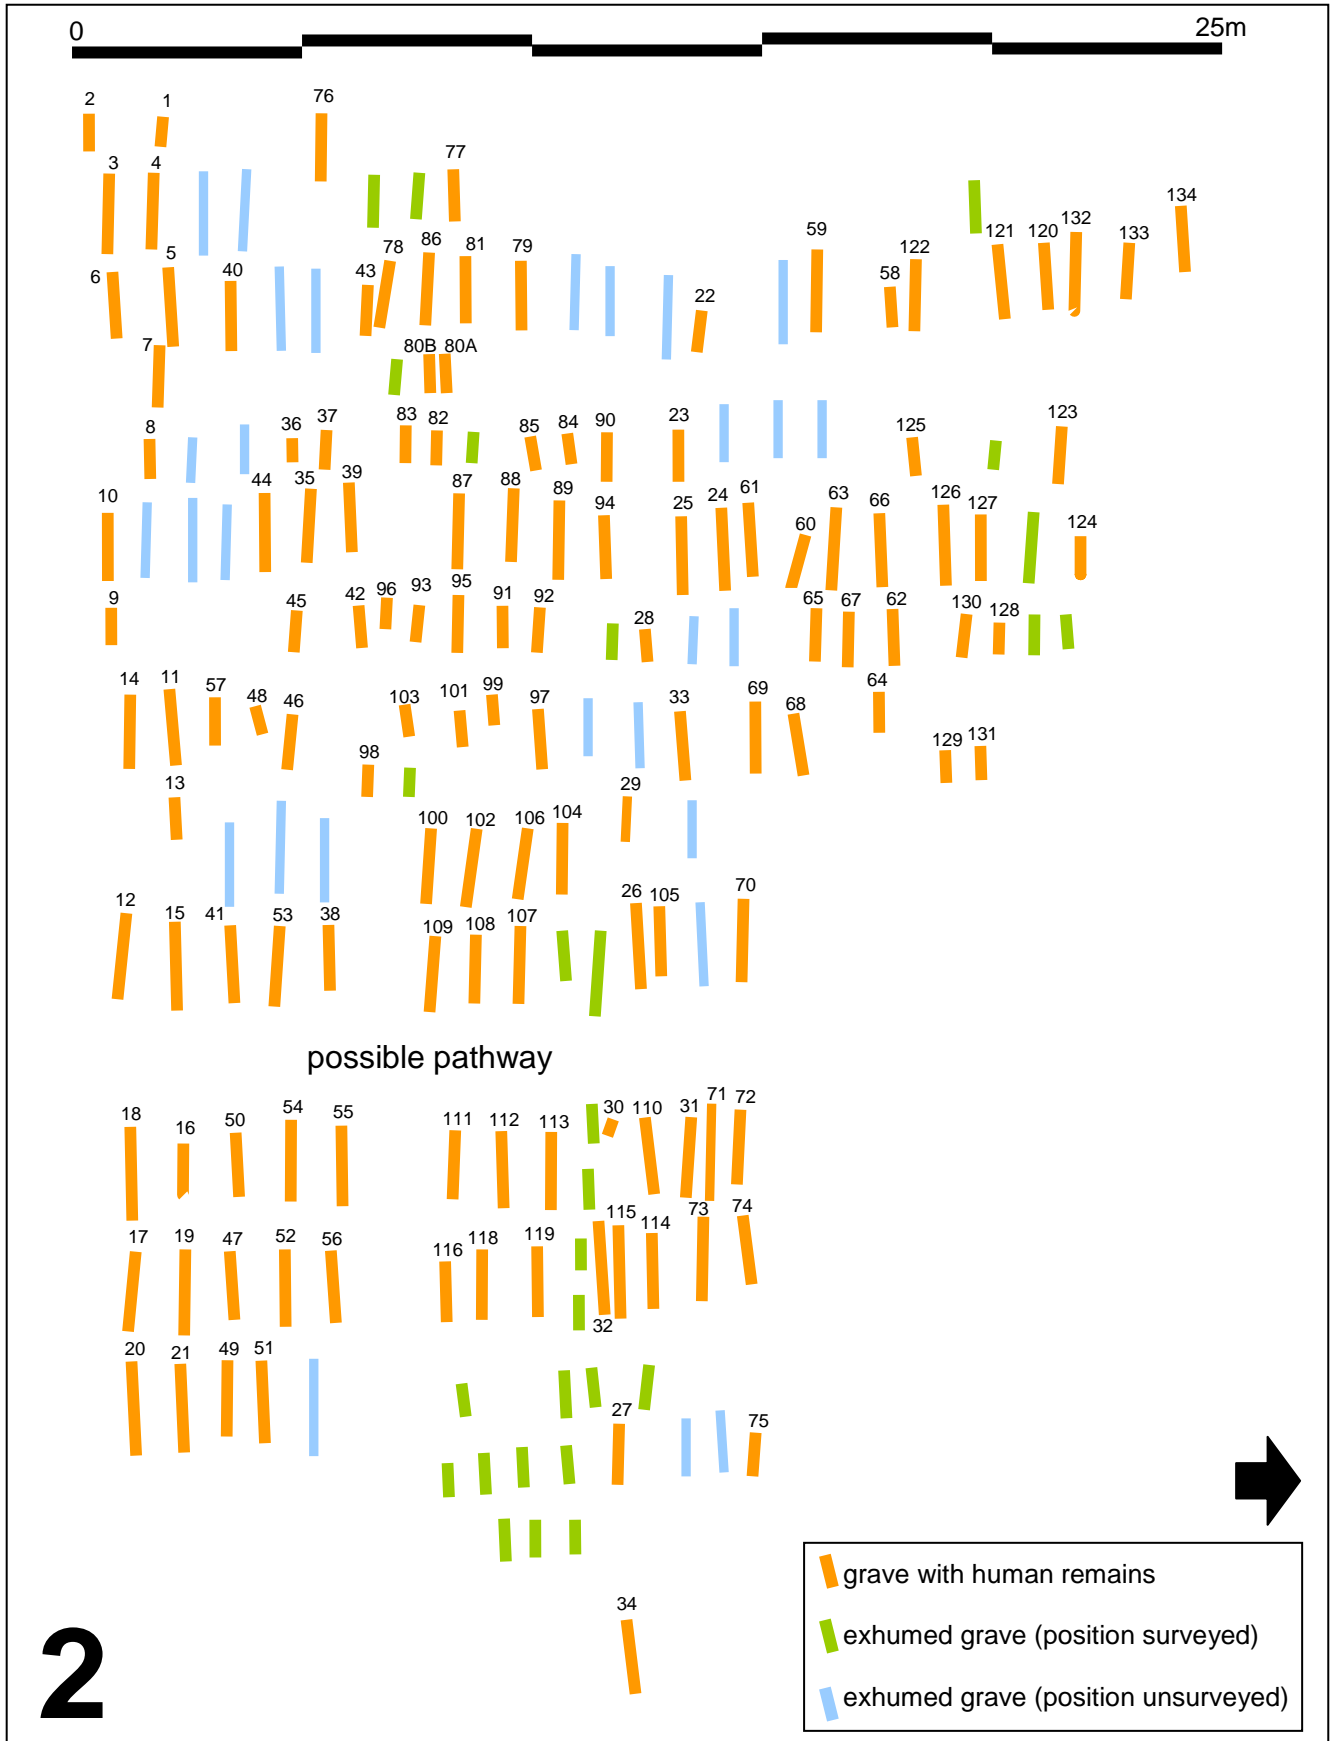 0 25m
2 1 76
3 4 77
134
5 6 40 43 78 86 81 79 22 59 58 122 121 120 132 133
7 80B 80A
8 36 37 83 82 85 84 90 23 125 123
10 44 35 39 87 88 89 94 25 24 61 60 63 66 126 127 124
9 45 42 96 93 95 91 92 28 65 67 62 130 128
14 11 57 48 46 103 101 99 97 33 69 68 64
98 129 131
13 29
100 102 106 104
12 15 41 53 38 109 108 107 26 105 70
possible pathway
18 16 50 54 55 111 112 113 30 110 31 71 72
17 19 47 52 56 116 118 119 115 114 73 74
32
20 21 49 51
27 75
34
2
grave with human remains
exhumed grave (position surveyed)
exhumed grave (position unsurveyed)